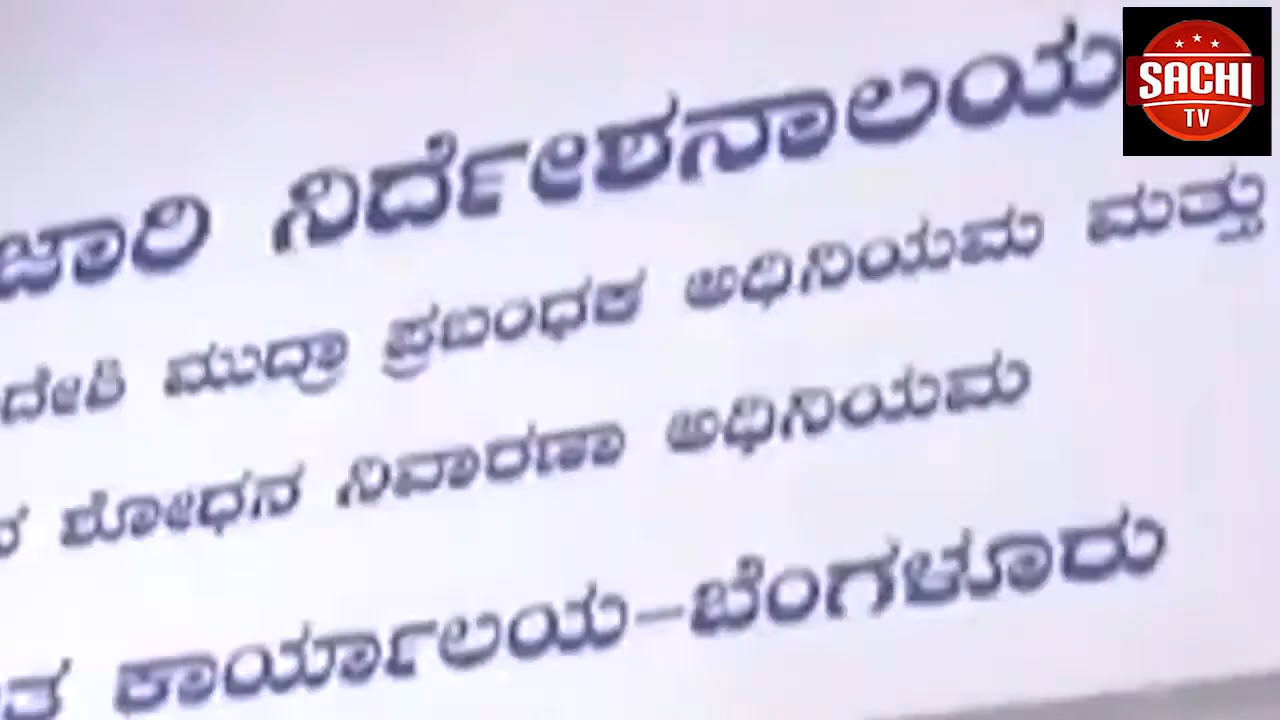 ಜಾರಿ ನಿರ್ದೇಶನಾಲಯ
ದೇಶಿ ಮುದ್ರಾ ಪ್ರಬಂಧಕ ಅಧಿನಿಯಮ ಮತ್ತು
ಶೋಧನ ನಿವಾರಣಾ ಅಧಿನಿಯಮ
ಕಾರ್ಯಾಲಯ-ಬೆಂಗಳೂರು
SACHI
TV